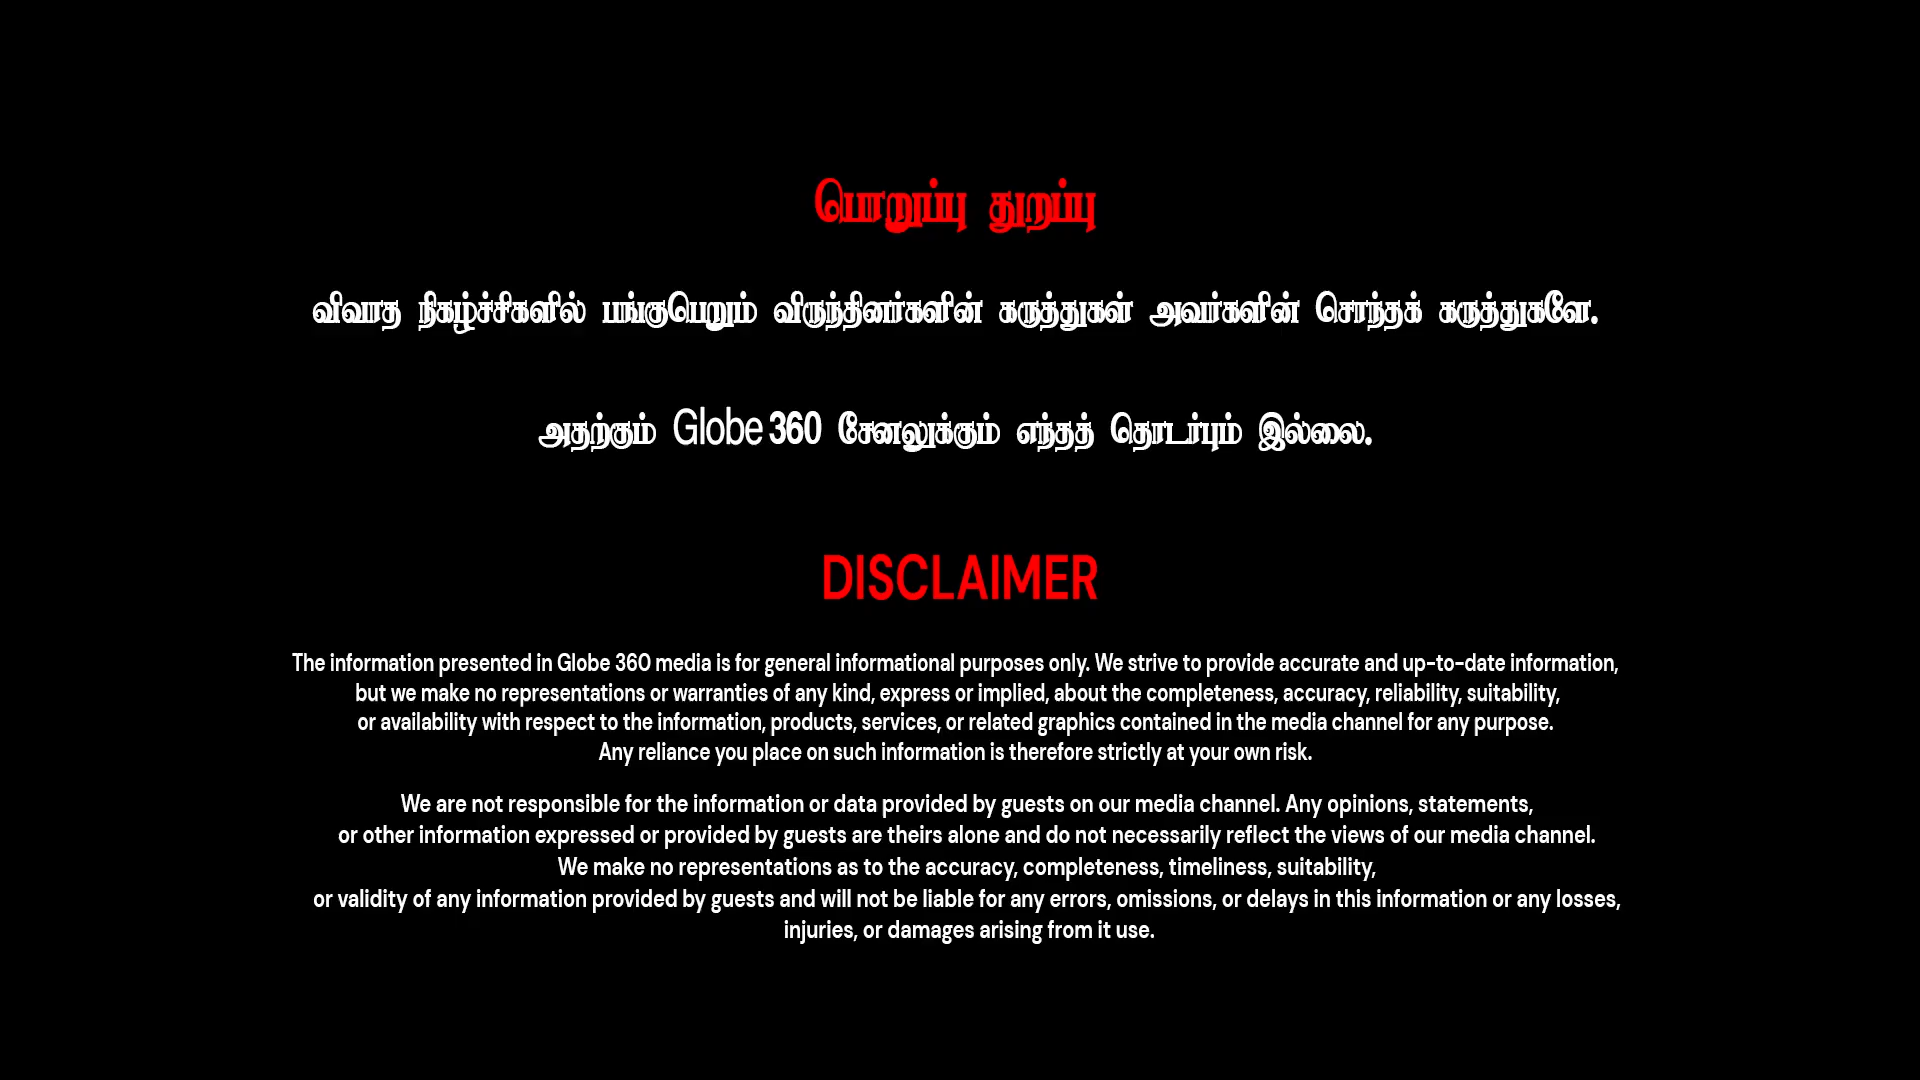 பொறுப்பு துறப்பு
விவாத நிகழ்ச்சிகளில் பங்குபெறும் விருந்தினர்களின் கருத்துகள் அவர்களின் சொந்தக் கருத்துகளே.
அதற்கும் Globe 360 சேனலுக்கும் எந்தத் தொடர்பும் இல்லை.
DISCLAIMER
The information presented in Globe 360 media is for general informational purposes only. We strive to provide accurate and up-to-date information,
but we make no representations or warranties of any kind, express or implied, about the completeness, accuracy, reliability, suitability,
or availability with respect to the information, products, services, or related graphics contained in the media channel for any purpose.
Any reliance you place on such information is therefore strictly at your own risk.
We are not responsible for the information or data provided by guests on our media channel. Any opinions, statements,
or other information expressed or provided by guests are theirs alone and do not necessarily reflect the views of our media channel.
We make no representations as to the accuracy, completeness, timeliness, suitability,
or validity of any information provided by guests and will not be liable for any errors, omissions, or delays in this information or any losses,
injuries, or damages arising from it use.